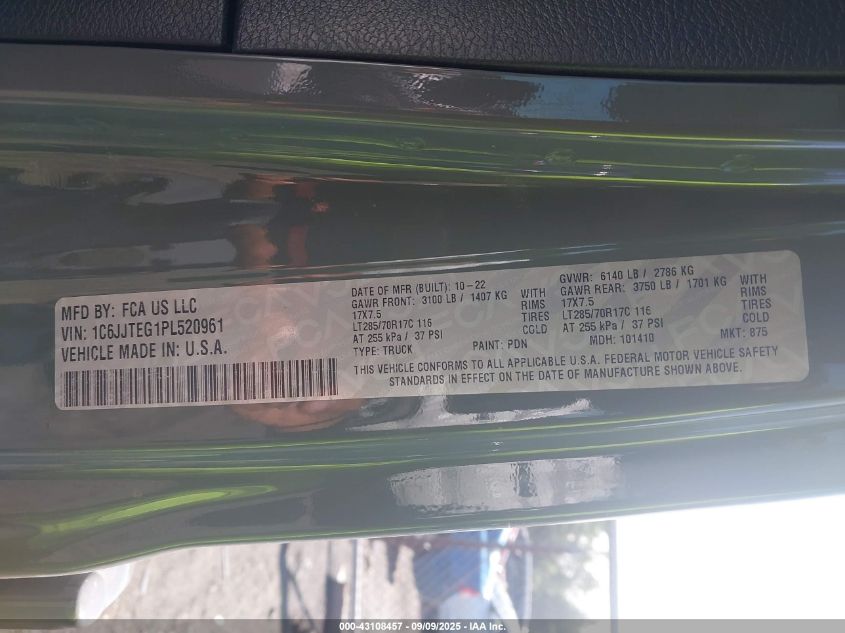 MFD BY: FCA US LLC
VIN: 1C6JJTEG1PL520961
VEHICLE MADE IN: U.S.A.
DATE OF MFR (BUILT): 10-22
GAWR FRONT: 3100 LB / 1407 KG WITH
17X7.5 RIMS
LT285/70R17C 116 TIRES
AT 255 kPa / 37 PSI COLD
TYPE: TRUCK
PAINT: PDN
GVWR: 6140 LB / 2786 KG
GAWR REAR: 3750 LB / 1701 KG WITH
17X7.5 RIMS
LT285/70R17C 116 TIRES
AT 255 kPa / 37 PSI COLD
MDH: 101410 MKT: 875
THIS VEHICLE CONFORMS TO ALL APPLICABLE U.S.A. FEDERAL MOTOR VEHICLE SAFETY
STANDARDS IN EFFECT ON THE DATE OF MANUFACTURE SHOWN ABOVE.
000-43108457 - 09/09/2025 - IAA Inc.